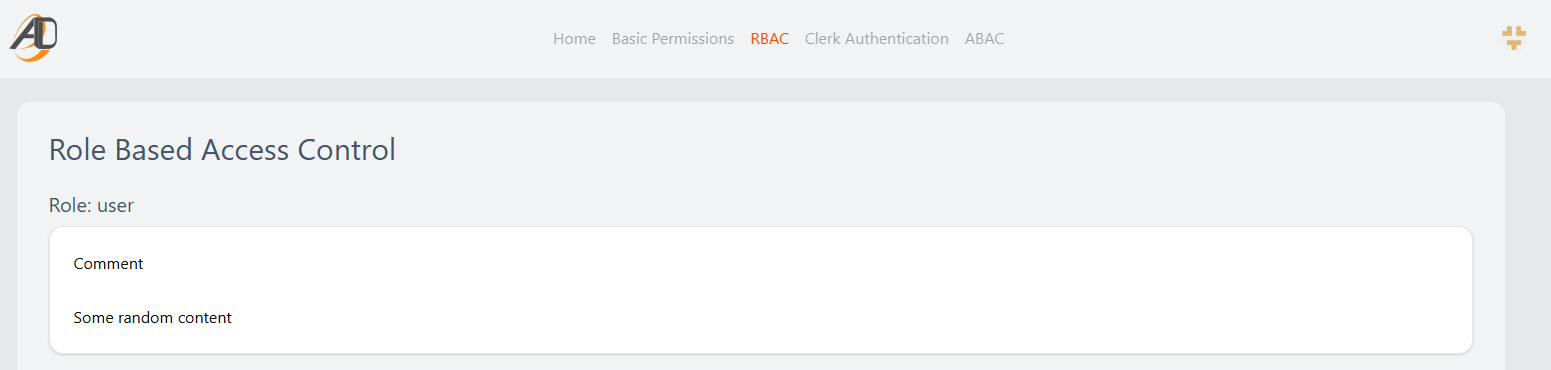 AD
Home Basic Permissions RBAC Clerk Authentication ABAC
Role Based Access Control
Role: user
Comment
Some random content